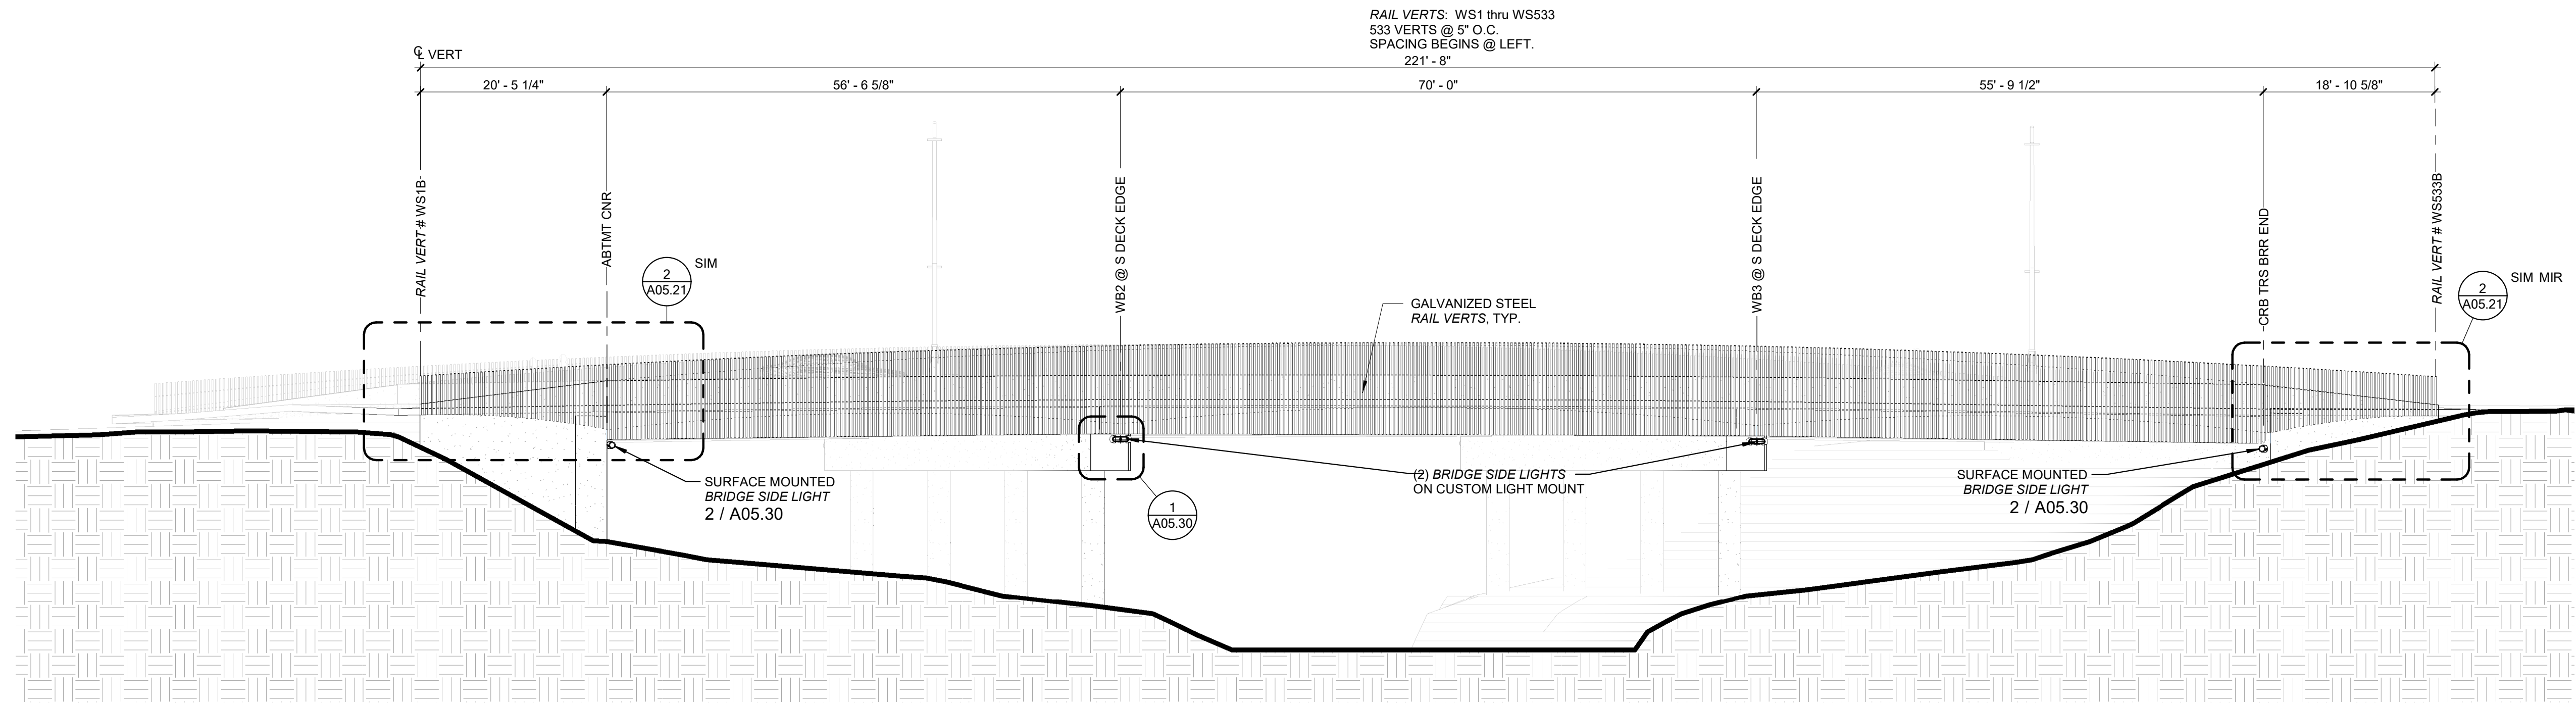 RAIL VERTS: WS1 thru WS533
533 VERTS @ 5" O.C.
SPACING BEGINS @ LEFT.
℄ VERT
221' - 8"
20' - 5 1/4"
56' - 6 5/8"
70' - 0"
55' - 9 1/2"
18' - 10 5/8"
RAIL VERT# WS1B
ABTMT CNR
WB2 @ S DECK EDGE
WB3 @ S DECK EDGE
CRB TRS BRR END
RAIL VERT# WS533B
2
A05.21
SIM
2
A05.21
SIM MIR
GALVANIZED STEEL
RAIL VERTS, TYP.
SURFACE MOUNTED
BRIDGE SIDE LIGHT
2 / A05.30
1
A05.30
(2) BRIDGE SIDE LIGHTS
ON CUSTOM LIGHT MOUNT
SURFACE MOUNTED
BRIDGE SIDE LIGHT
2 / A05.30